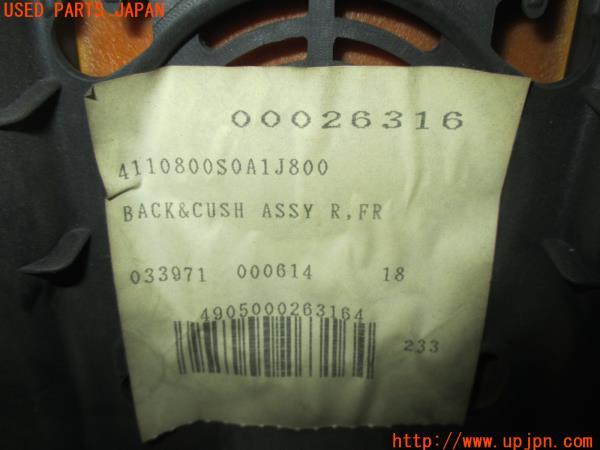 USED PARTS JAPAN
00026316
4110800S0A1J800
BACK&CUSH ASSY R,FR
033971 000614 18
4905000263164
233
http://www.upjpn.com/